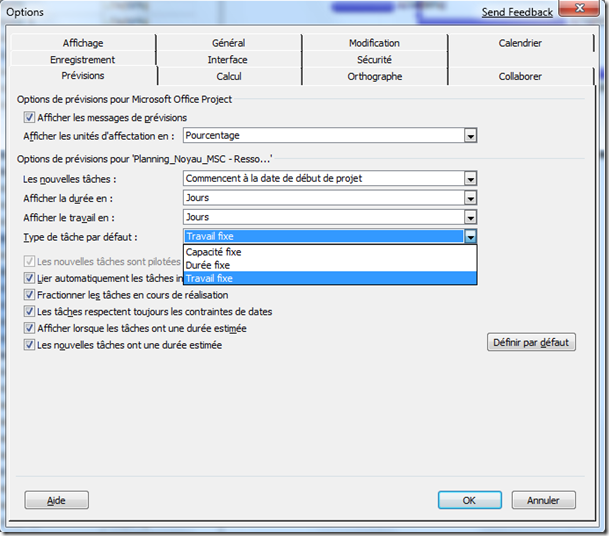 Options
Send Feedback
Affichage
Général
Modification
Calendrier
Enregistrement
Interface
Sécurité
Prévisions
Calcul
Orthographe
Collaborer
Options de prévisions pour Microsoft Office Project
Afficher les messages de prévisions
Afficher les unités d'affectation en :
Pourcentage
Options de prévisions pour 'Planning_Noyau_MSC - Resso...'
Les nouvelles tâches :
Commencent à la date de début de projet
Afficher la durée en :
Jours
Afficher le travail en :
Jours
Type de tâche par défaut :
Travail fixe
Capacité fixe
Durée fixe
Travail fixe
Les nouvelles tâches sont pilotées
Lier automatiquement les tâches in
Fractionner les tâches en cours de réalisation
Les tâches respectent toujours les contraintes de dates
Afficher lorsque les tâches ont une durée estimée
Les nouvelles tâches ont une durée estimée
Définir par défaut
Aide
OK
Annuler